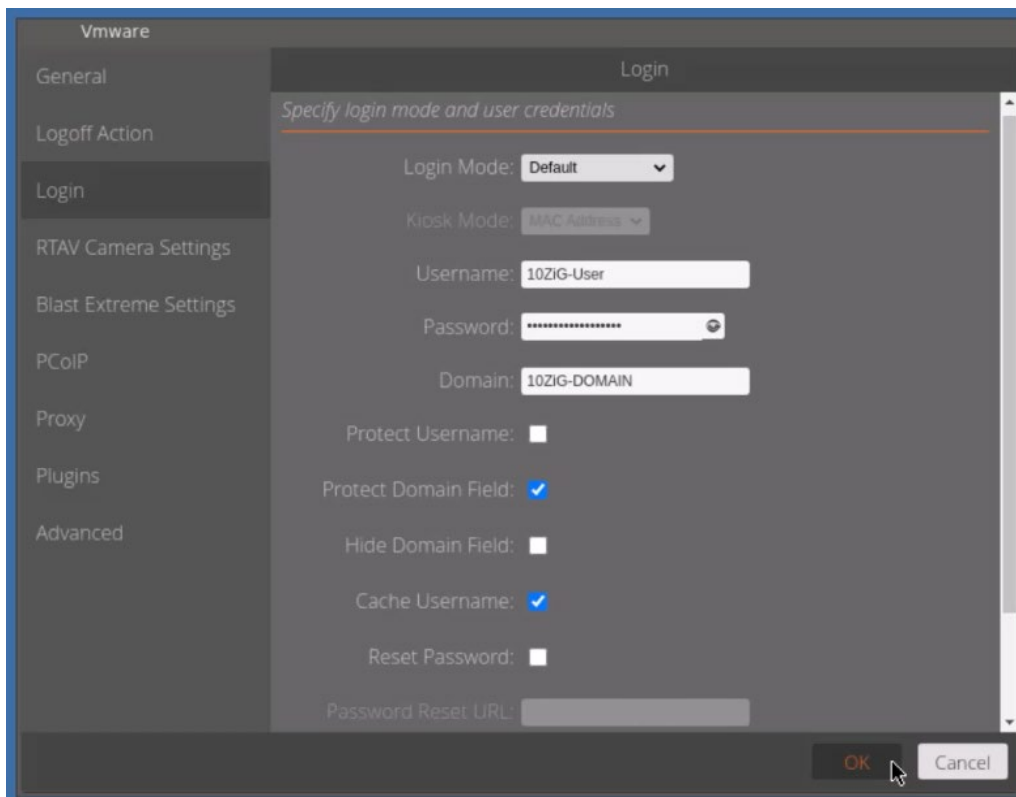 Vmware
General
Logoff Action
Login
RTAV Camera Settings
Blast Extreme Settings
PCoIP
Proxy
Plugins
Advanced
Login
Specify login mode and user credentials
Login Mode: Default
Kiosk Mode: MAC Address
Username: 10ZiG-User
Password: ••••••••••••••••••
Domain: 10ZiG-DOMAIN
Protect Username:
Protect Domain Field:
Hide Domain Field:
Cache Username:
Reset Password:
Password Reset URL:
OK Cancel